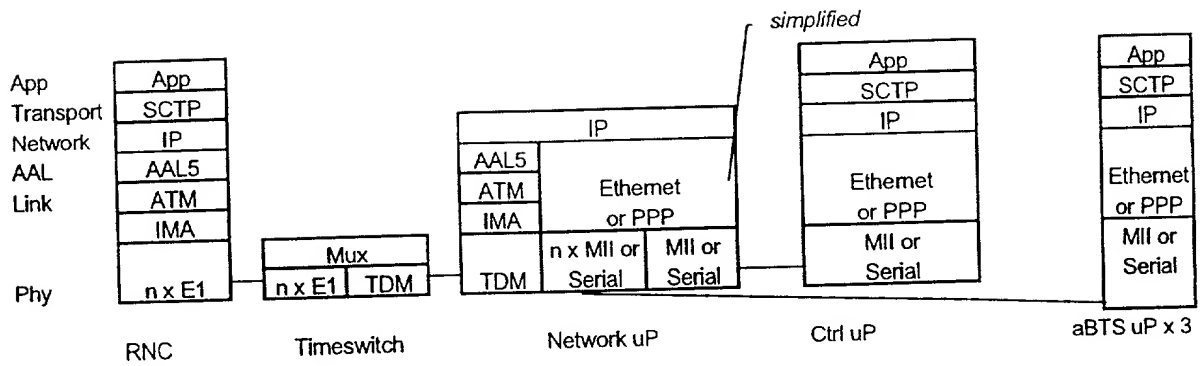 simplified
App
Transport
Network
AAL
Link
Phy
App
SCTP
IP
AAL5
ATM
IMA
n x E1
RNC
Mux
n x E1
TDM
Timeswitch
IP
AAL5
ATM
IMA
TDM
Ethernet
or PPP
n x MII or
Serial
MII or
Serial
Network uP
App
SCTP
IP
Ethernet
or PPP
MII or
Serial
Ctrl uP
App
SCTP
IP
Ethernet
or PPP
MII or
Serial
aBTS uP x 3